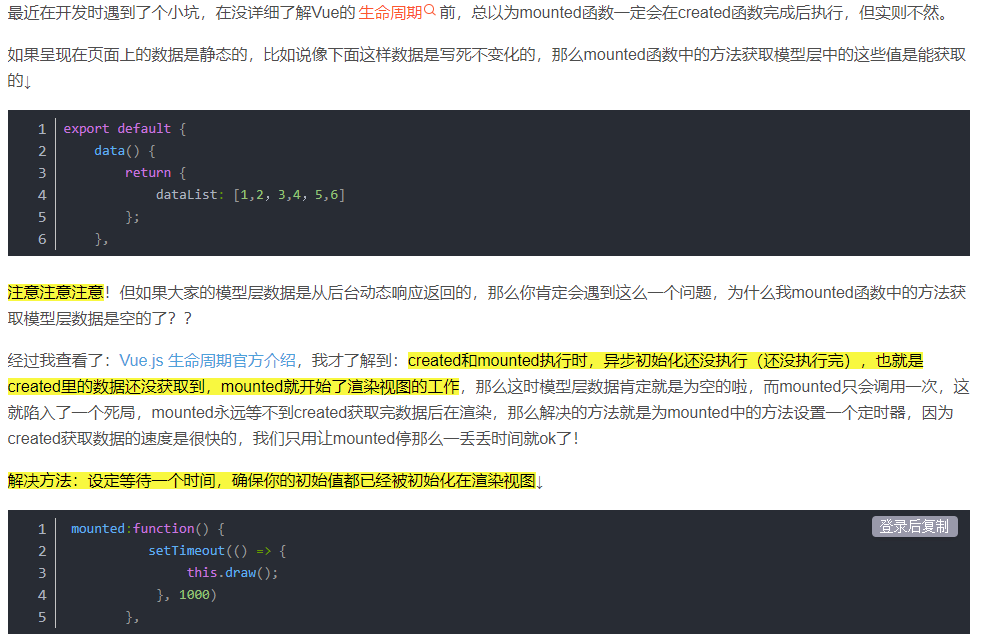 最近在开发时遇到了个小坑，在没详细了解Vue的 生命周期 前，总以为mounted函数一定会在created函数完成后执行，但实则不然。
如果呈现在页面上的数据是静态的，比如说像下面这样数据是写死不变化的，那么mounted函数中的方法获取模型层中的这些值是能获取
的↓
1 export default {
2     data() {
3         return {
4             dataList: [1,2, 3,4, 5,6]
5         };
6     },
注意注意注意！但如果大家的模型层数据是从后台动态响应返回的，那么你肯定会遇到这么一个问题，为什么我mounted函数中的方法获
取模型层数据是空的了？？
经过我查看了：Vue.js 生命周期官方介绍，我才了解到：created和mounted执行时，异步初始化还没执行（还没执行完），也就是
created里的数据还没获取到，mounted就开始了渲染视图的工作，那么这时模型层数据肯定就是为空的啦，而mounted只会调用一次，这
就陷入了一个死局，mounted永远等不到created获取完数据后在渲染，那么解决的方法就是为mounted中的方法设置一个定时器，因为
created获取数据的速度是很快的，我们只用让mounted停那么一丢丢时间就ok了！
解决方法：设定等待一个时间，确保你的初始值都已经被初始化在渲染视图↓
登录后复制
1 mounted:function() {
2           setTimeout(() => {
3                this.draw();
4            }, 1000)
5        },